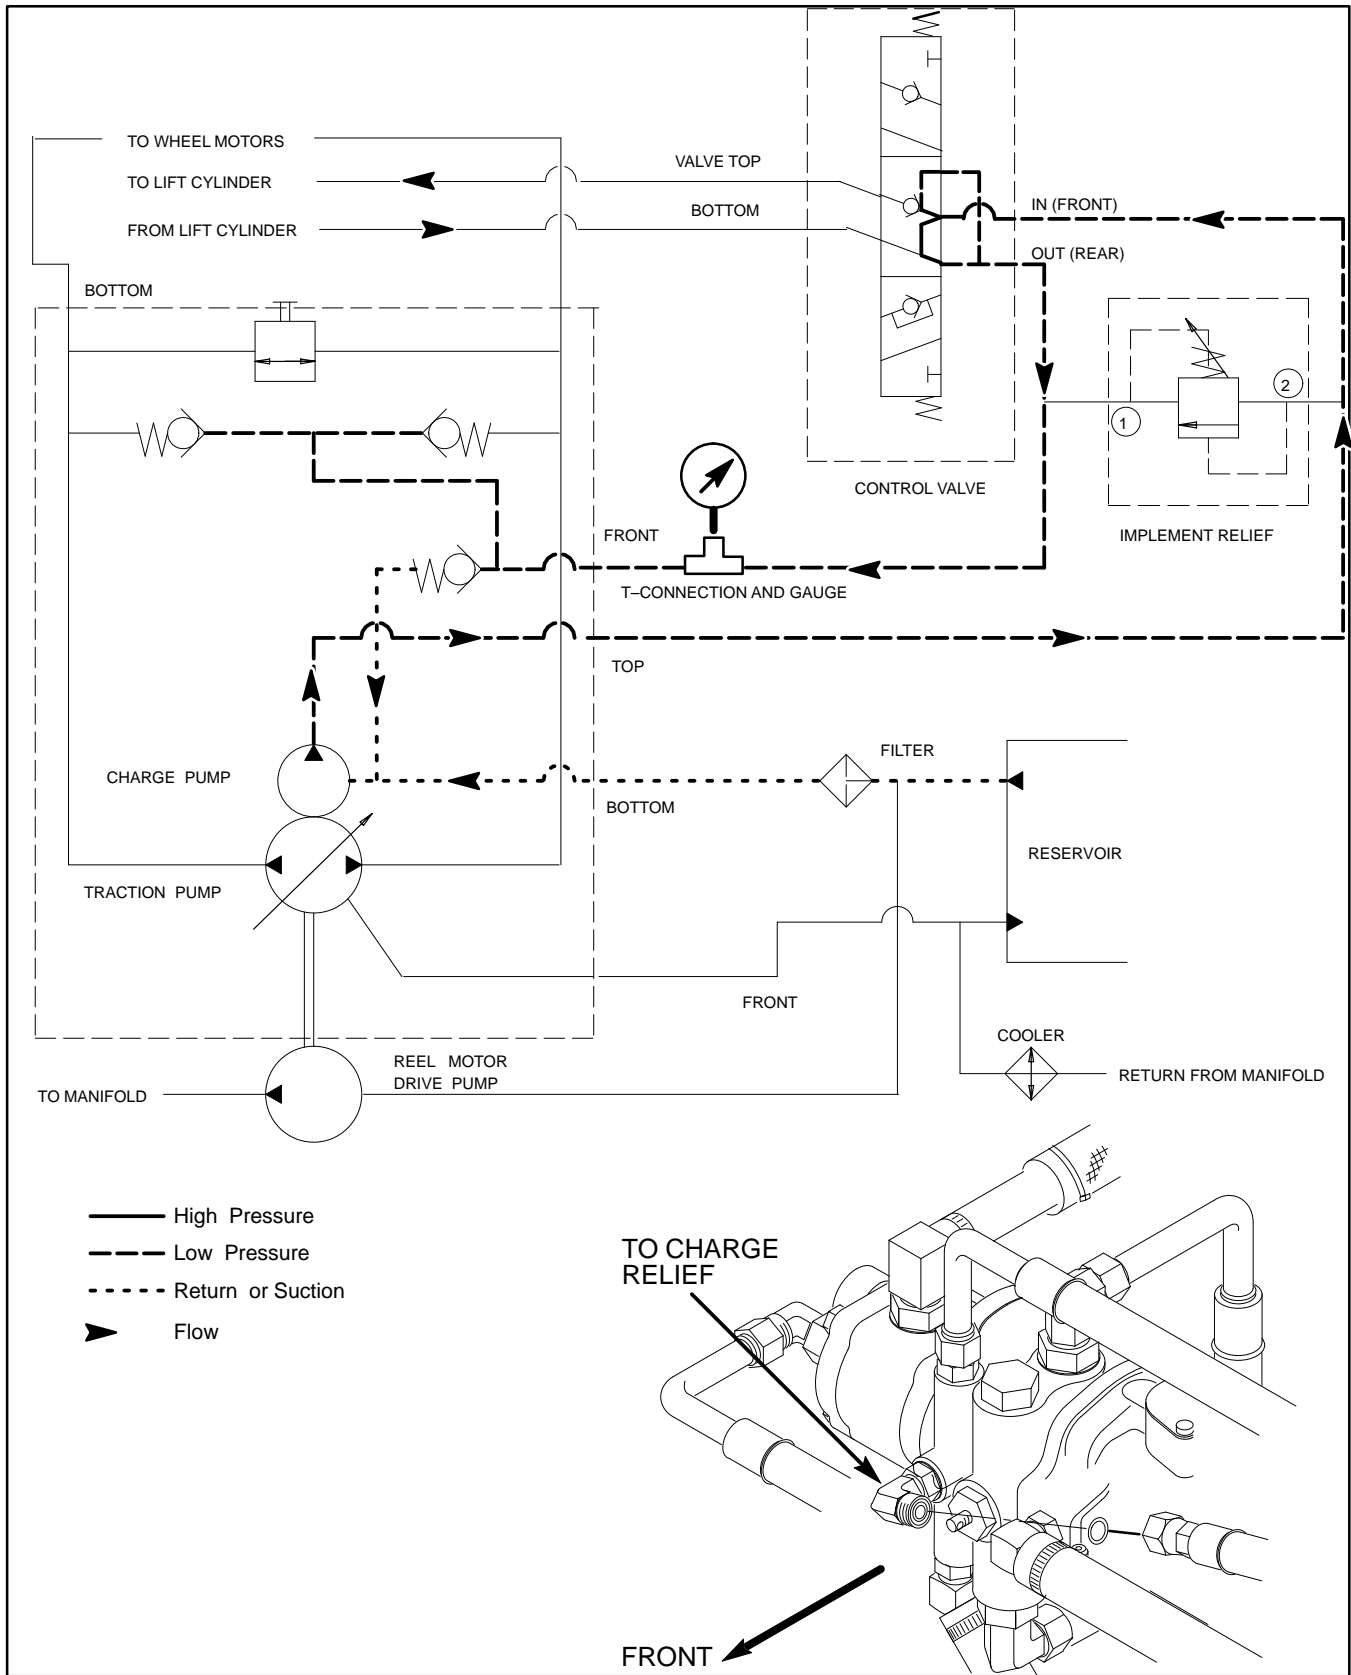 TO WHEEL MOTORS
VALVE TOP
TO LIFT CYLINDER
BOTTOM
IN (FRONT)
FROM LIFT CYLINDER
OUT (REAR)
BOTTOM
2
1
CONTROL VALVE
FRONT
IMPLEMENT RELIEF
T–CONNECTION AND GAUGE
TOP
FILTER
CHARGE PUMP
BOTTOM
RESERVOIR
TRACTION PUMP
FRONT
COOLER
REEL MOTOR
DRIVE PUMP
RETURN FROM MANIFOLD
TO MANIFOLD
High Pressure
Low Pressure
Return or Suction
Flow
TO CHARGE
RELIEF
FRONT